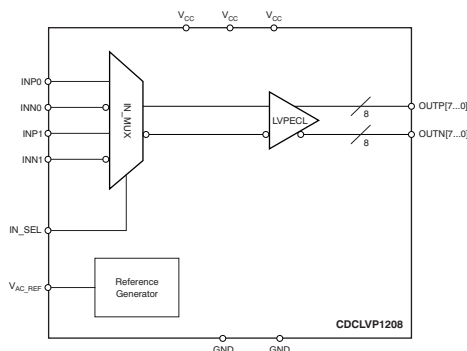 VCC VCC VCC
INP0
INN0
INP1
INN1
IN_MUX
LVPECL
8
8
OUTP[7...0]
OUTN[7...0]
IN_SEL
VAC_REF
Reference
Generator
CDCLVP1208
GND GND